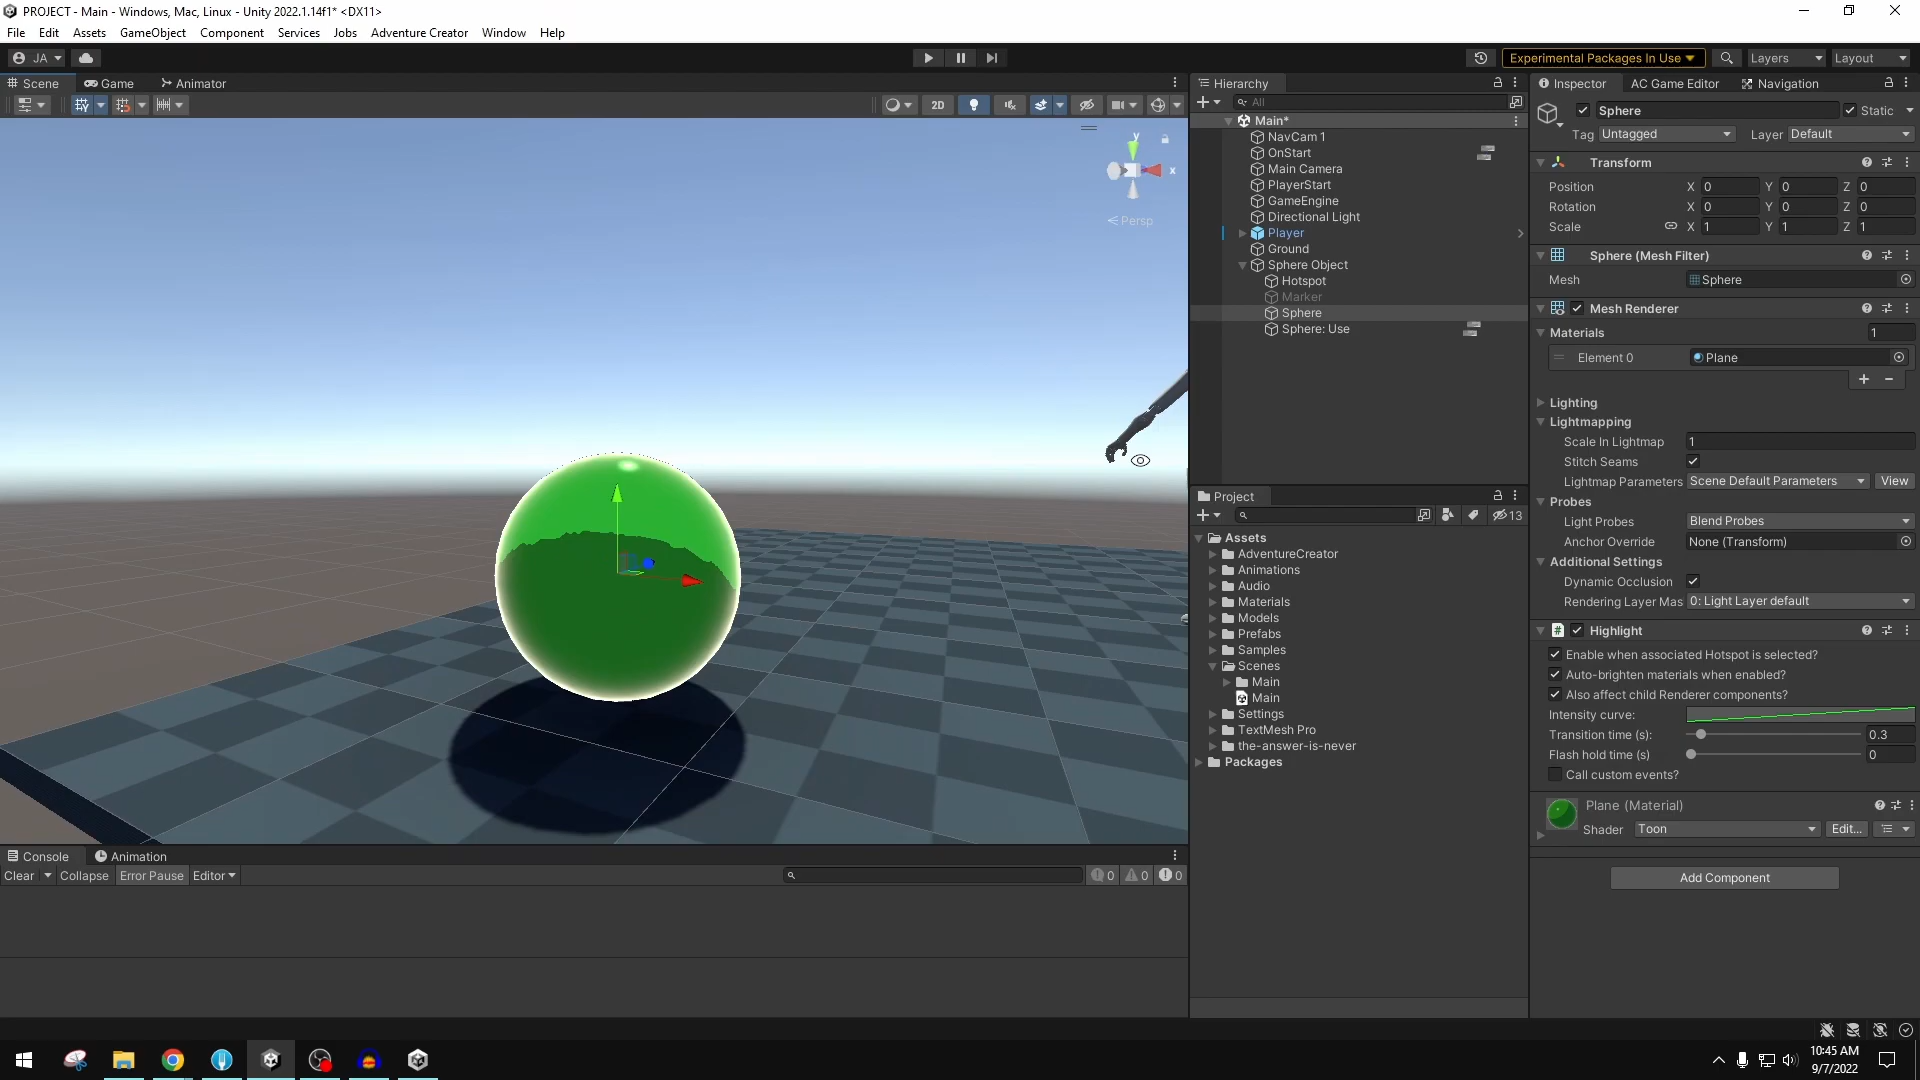 PROJECT - Main - Windows, Mac, Linux - Unity 2022.1.14f1* <DX11>
File Edit Assets GameObject Component Services Jobs Adventure Creator Window Help
JA Experimental Packages In Use Layers Layout
Scene Game Animator
2D
y
x
Persp
Hierarchy
All
Main*
NavCam 1
OnStart
Main Camera
PlayerStart
GameEngine
Directional Light
Player
Ground
Sphere Object
Hotspot
Marker
Sphere
Sphere: Use
Project
13
Assets
AdventureCreator
Animations
Audio
Materials
Models
Prefabs
Samples
Scenes
Main
Main
Settings
TextMesh Pro
the-answer-is-never
Packages
Inspector AC Game Editor Navigation
Sphere Static
Tag Untagged Layer Default
Transform
Position X 0 Y 0 Z 0
Rotation X 0 Y 0 Z 0
Scale X 1 Y 1 Z 1
Sphere (Mesh Filter)
Mesh Sphere
Mesh Renderer
Materials 1
Element 0 Plane
Lighting
Lightmapping
Scale In Lightmap 1
Stitch Seams
Lightmap Parameters Scene Default Parameters View
Probes
Light Probes Blend Probes
Anchor Override None (Transform)
Additional Settings
Dynamic Occlusion
Rendering Layer Mas 0: Light Layer default
# Highlight
Enable when associated Hotspot is selected?
Auto-brighten materials when enabled?
Also affect child Renderer components?
Intensity curve:
Transition time (s): 0.3
Flash hold time (s) 0
Call custom events?
Plane (Material)
Shader Toon Edit...
Add Component
Console Animation
Clear Collapse Error Pause Editor 0 0 0
10:45 AM
9/7/2022